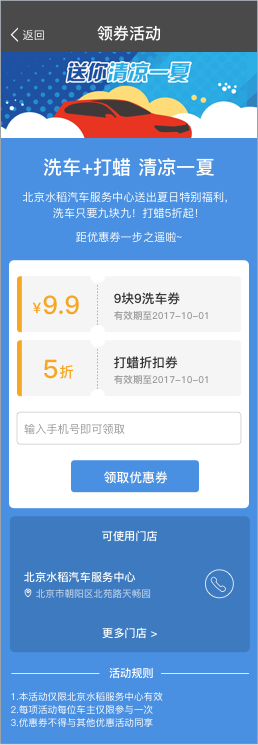 返回
领券活动
送你清凉一夏
洗车+打蜡 清凉一夏
北京水稻汽车服务中心送出夏日特别福利，
洗车只要九块九！打蜡5折起！
距优惠券一步之遥啦~
¥9.9
9块9洗车券
有效期至2017-10-01
5折
打蜡折扣券
有效期至2017-10-01
输入手机号即可领取
领取优惠券
可使用门店
北京水稻汽车服务中心
北京市朝阳区北苑路天畅园
更多门店 >
活动规则
1.本活动仅限北京水稻服务中心有效
2.每项活动每位车主仅限参与一次
3.优惠券不得与其他优惠活动同享